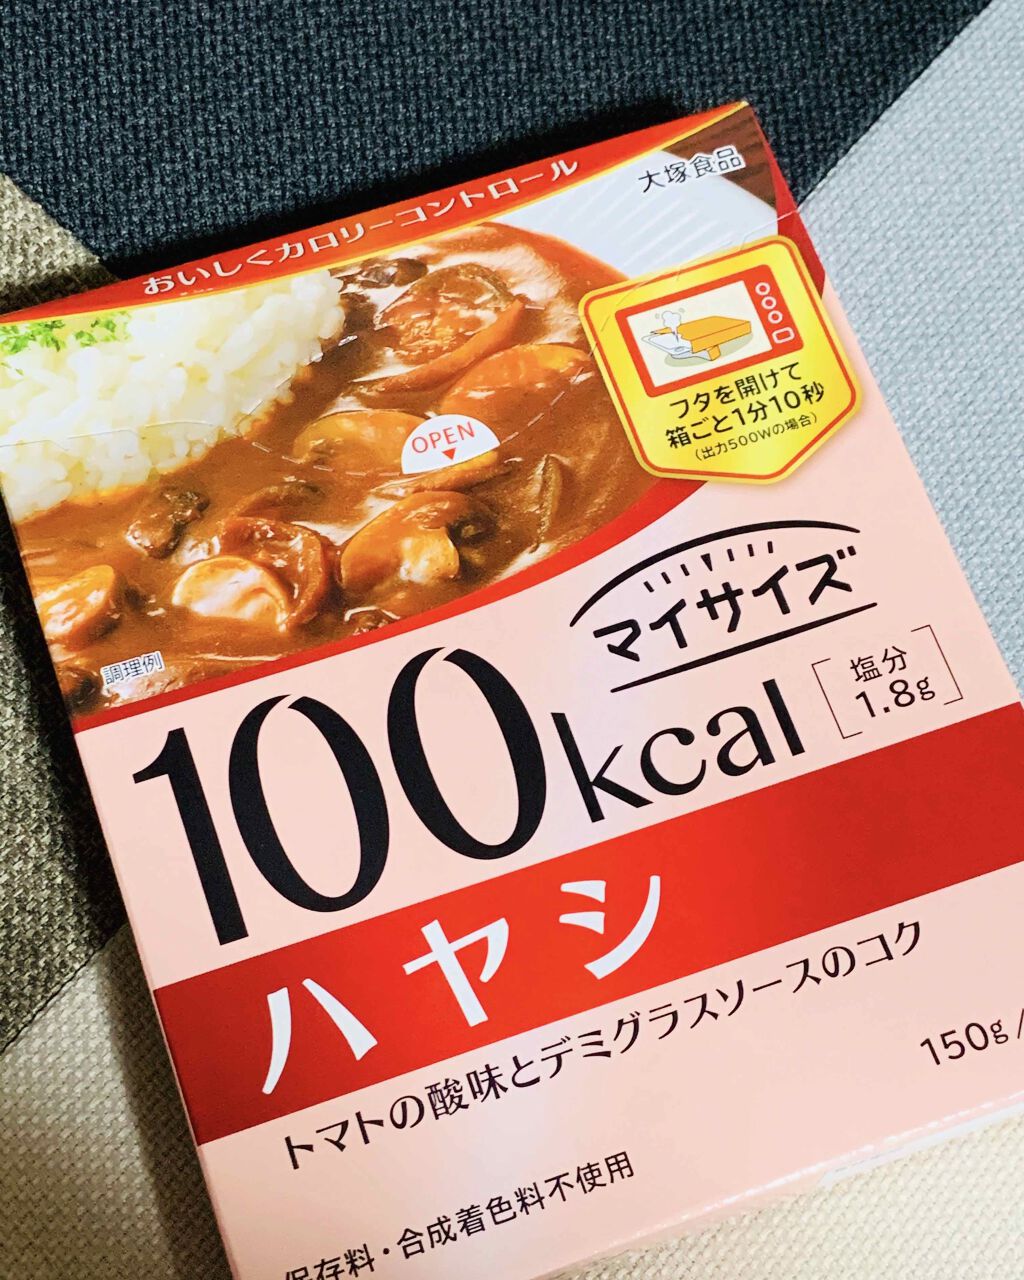 おいしくカロリーコントロール
大塚食品
フタを開けて
箱ごと1分10秒
(出力500Wの場合)
OPEN
調理例
マイサイズ
100kcal
塩分
1.8g
ハヤシ
トマトの酸味とデミグラスソースのコク
150g/
保存料・合成着色料不使用